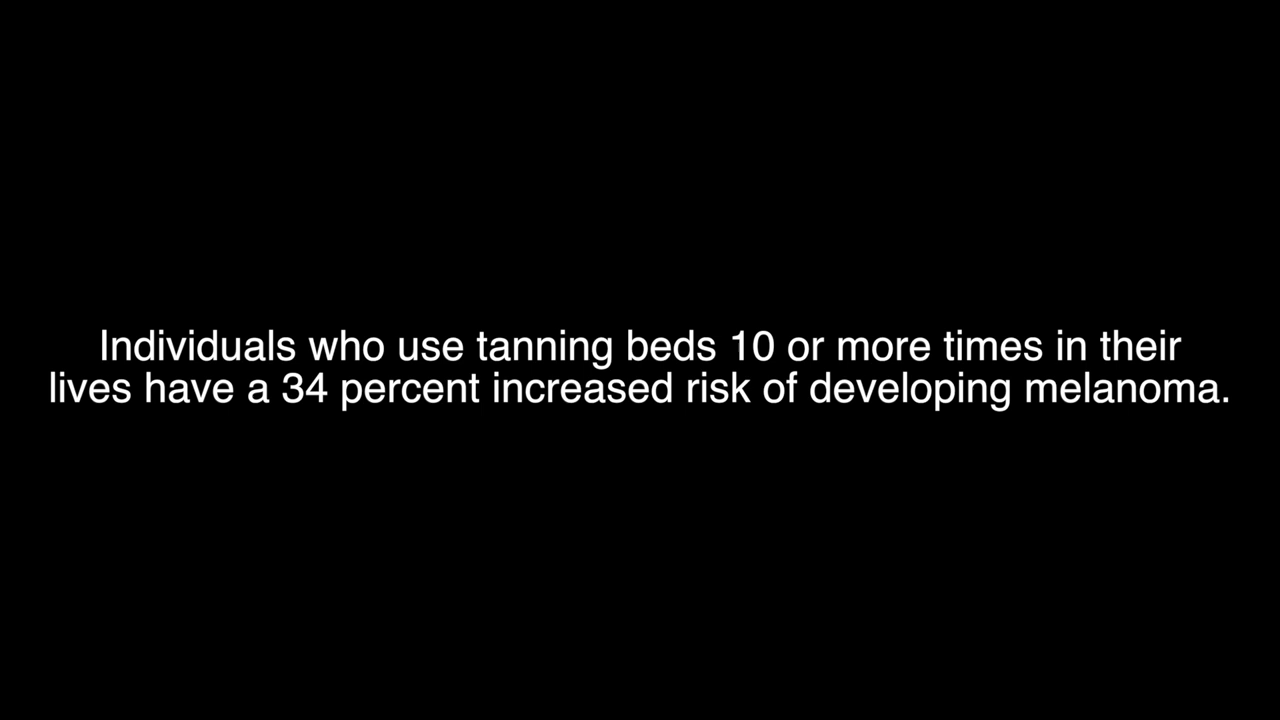 Individuals who use tanning beds 10 or more times in their
lives have a 34 percent increased risk of developing melanoma.